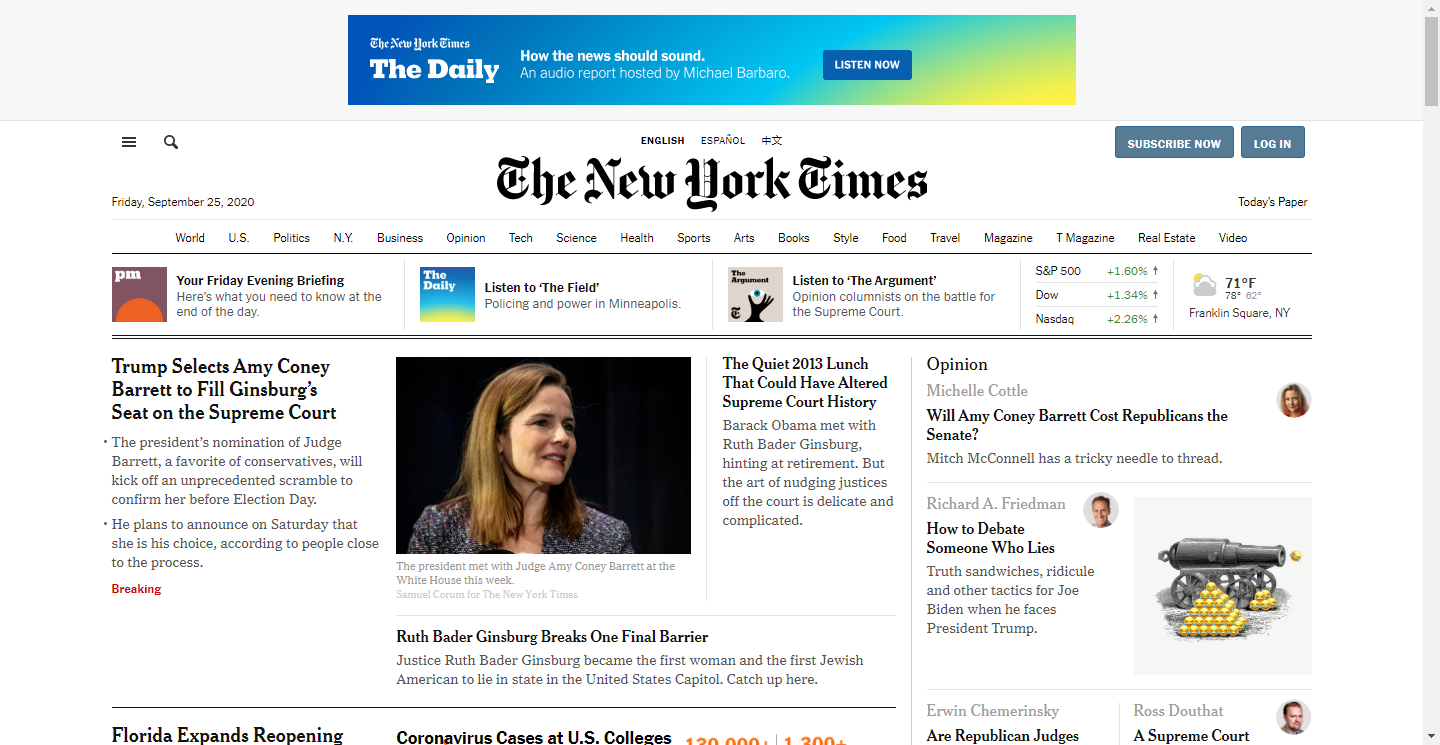 The New York Times
The Daily
How the news should sound.
An audio report hosted by Michael Barbaro.
LISTEN NOW
ENGLISH ESPAÑOL 中文
SUBSCRIBE NOW LOG IN
The New York Times
Friday, September 25, 2020
Today's Paper
World U.S. Politics N.Y. Business Opinion Tech Science Health Sports Arts Books Style Food Travel Magazine T Magazine Real Estate Video
pm
Your Friday Evening Briefing
Here's what you need to know at the
end of the day.
The
Daily
Listen to ‘The Field’
Policing and power in Minneapolis.
The
Argument
Listen to ‘The Argument’
Opinion columnists on the battle for
the Supreme Court.
S&P 500 +1.60% ↑
Dow +1.34% ↑
Nasdaq +2.26% ↑
71°F
78° 62°
Franklin Square, NY
Trump Selects Amy Coney
Barrett to Fill Ginsburg’s
Seat on the Supreme Court
• The president’s nomination of Judge
Barrett, a favorite of conservatives, will
kick off an unprecedented scramble to
confirm her before Election Day.
• He plans to announce on Saturday that
she is his choice, according to people close
to the process.
Breaking
The president met with Judge Amy Coney Barrett at the
White House this week.
Samuel Corum for The New York Times
The Quiet 2013 Lunch
That Could Have Altered
Supreme Court History
Barack Obama met with
Ruth Bader Ginsburg,
hinting at retirement. But
the art of nudging justices
off the court is delicate and
complicated.
Ruth Bader Ginsburg Breaks One Final Barrier
Justice Ruth Bader Ginsburg became the first woman and the first Jewish
American to lie in state in the United States Capitol. Catch up here.
Florida Expands Reopening
Coronavirus Cases at U.S. Colleges
130,000+ 1,300+
Opinion
Michelle Cottle
Will Amy Coney Barrett Cost Republicans the
Senate?
Mitch McConnell has a tricky needle to thread.
Richard A. Friedman
How to Debate
Someone Who Lies
Truth sandwiches, ridicule
and other tactics for Joe
Biden when he faces
President Trump.
Erwin Chemerinsky
Are Republican Judges
Ross Douthat
A Supreme Court